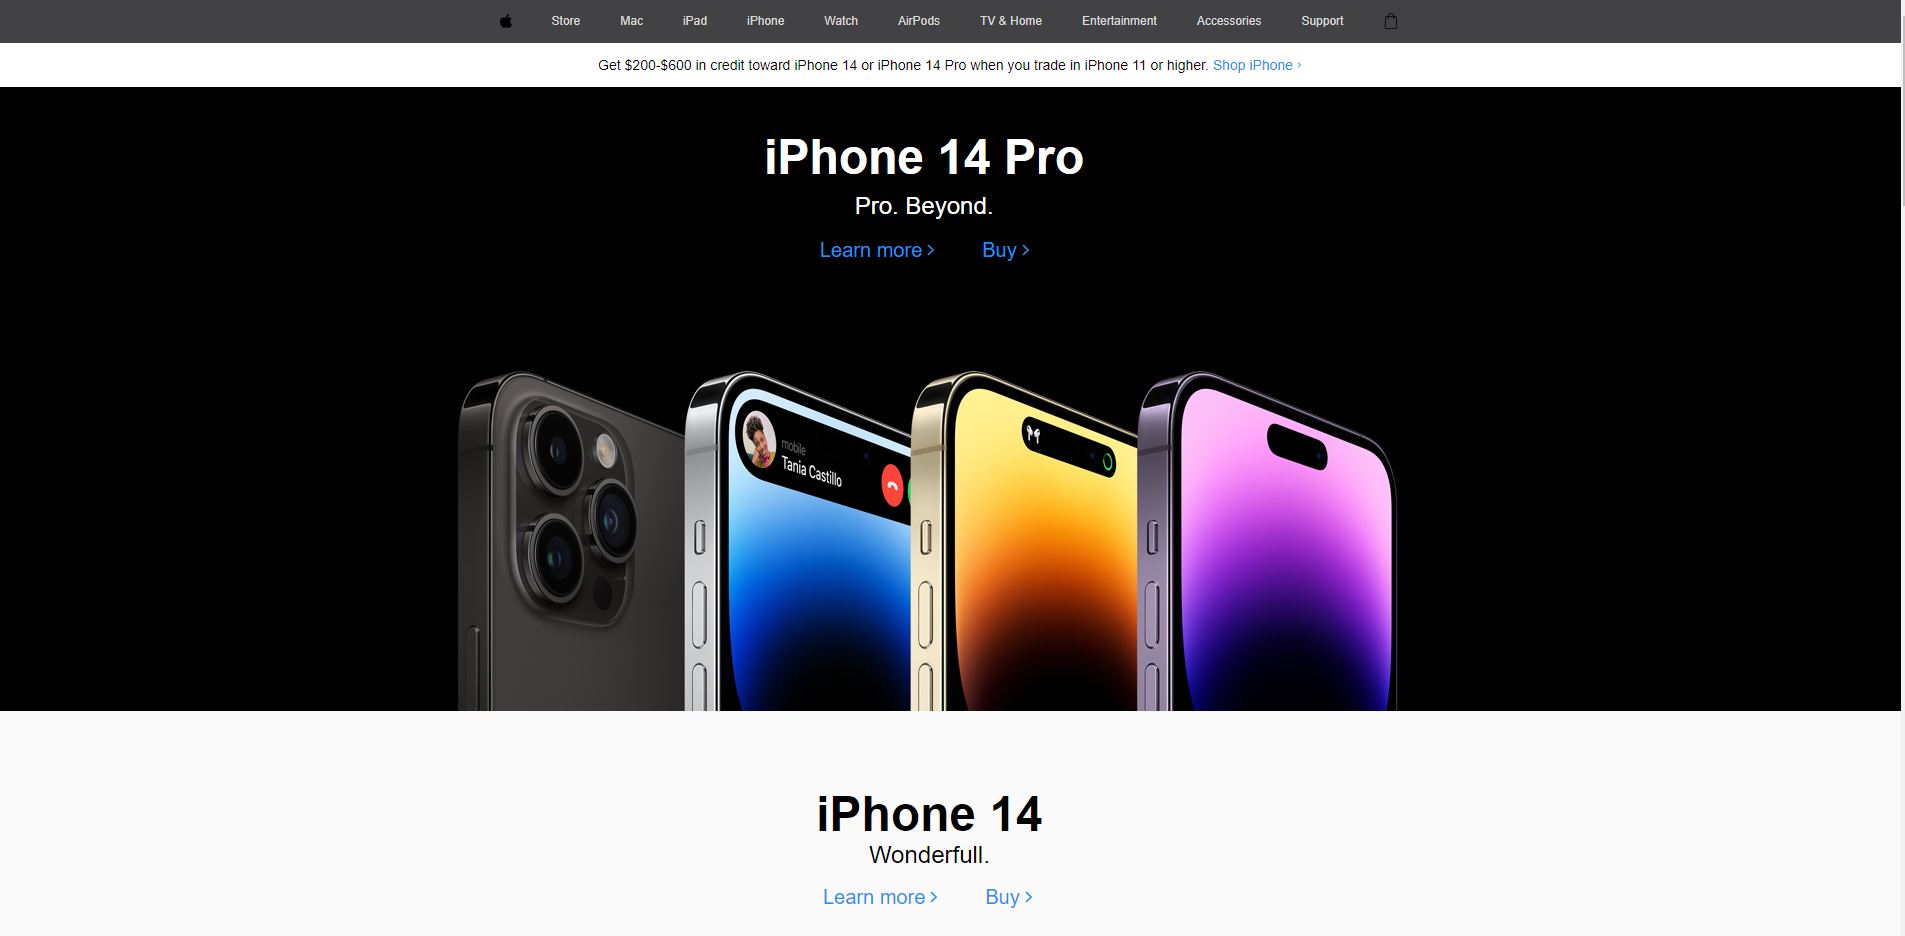 Store Mac iPad iPhone Watch AirPods TV & Home Entertainment Accessories Support
Get $200-$600 in credit toward iPhone 14 or iPhone 14 Pro when you trade in iPhone 11 or higher. Shop iPhone ›
iPhone 14 Pro
Pro. Beyond.
Learn more > Buy >
mobile
Tania Castillo
iPhone 14
Wonderfull.
Learn more > Buy >